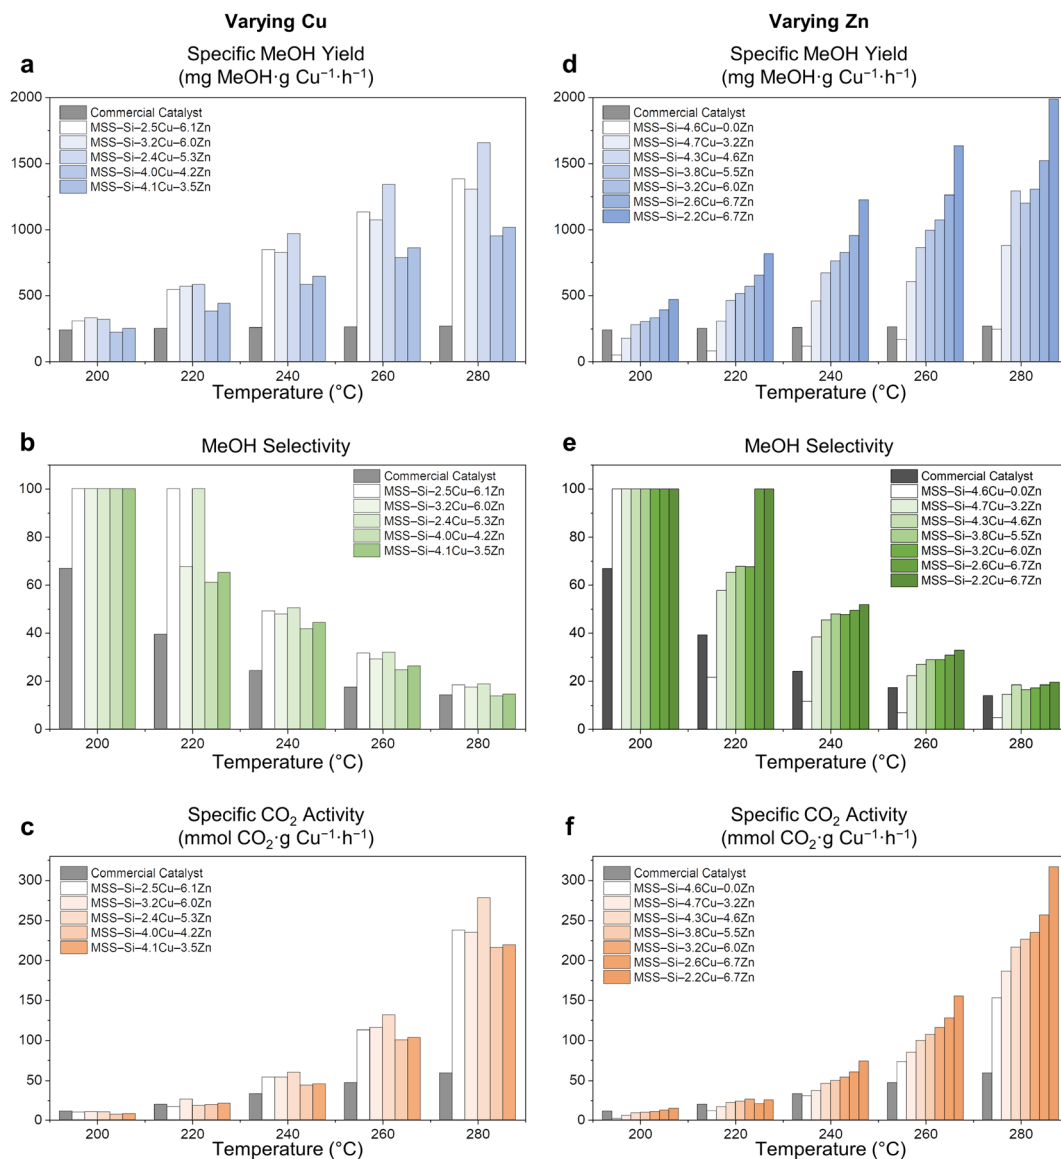 Varying Cu
a
Specific MeOH Yield
(mg MeOH·g Cu⁻¹·h⁻¹)
2000
1500
1000
500
0
Commercial Catalyst
MSS–Si–2.5Cu–6.1Zn
MSS–Si–3.2Cu–6.0Zn
MSS–Si–2.4Cu–5.3Zn
MSS–Si–4.0Cu–4.2Zn
MSS–Si–4.1Cu–3.5Zn
200 220 240 260 280
Temperature (°C)
b
MeOH Selectivity
100
80
60
40
20
0
Commercial Catalyst
MSS–Si–2.5Cu–6.1Zn
MSS–Si–3.2Cu–6.0Zn
MSS–Si–2.4Cu–5.3Zn
MSS–Si–4.0Cu–4.2Zn
MSS–Si–4.1Cu–3.5Zn
200 220 240 260 280
Temperature (°C)
c
Specific CO₂ Activity
(mmol CO₂·g Cu⁻¹·h⁻¹)
300
250
200
150
100
50
0
Commercial Catalyst
MSS–Si–2.5Cu–6.1Zn
MSS–Si–3.2Cu–6.0Zn
MSS–Si–2.4Cu–5.3Zn
MSS–Si–4.0Cu–4.2Zn
MSS–Si–4.1Cu–3.5Zn
200 220 240 260 280
Temperature (°C)
Varying Zn
d
Specific MeOH Yield
(mg MeOH·g Cu⁻¹·h⁻¹)
2000
1500
1000
500
0
Commercial Catalyst
MSS–Si–4.6Cu–0.0Zn
MSS–Si–4.7Cu–3.2Zn
MSS–Si–4.3Cu–4.6Zn
MSS–Si–3.8Cu–5.5Zn
MSS–Si–3.2Cu–6.0Zn
MSS–Si–2.6Cu–6.7Zn
MSS–Si–2.2Cu–6.7Zn
200 220 240 260 280
Temperature (°C)
e
MeOH Selectivity
100
80
60
40
20
0
Commercial Catalyst
MSS–Si–4.6Cu–0.0Zn
MSS–Si–4.7Cu–3.2Zn
MSS–Si–4.3Cu–4.6Zn
MSS–Si–3.8Cu–5.5Zn
MSS–Si–3.2Cu–6.0Zn
MSS–Si–2.6Cu–6.7Zn
MSS–Si–2.2Cu–6.7Zn
200 220 240 260 280
Temperature (°C)
f
Specific CO₂ Activity
(mmol CO₂·g Cu⁻¹·h⁻¹)
300
250
200
150
100
50
0
Commercial Catalyst
MSS–Si–4.6Cu–0.0Zn
MSS–Si–4.7Cu–3.2Zn
MSS–Si–4.3Cu–4.6Zn
MSS–Si–3.8Cu–5.5Zn
MSS–Si–3.2Cu–6.0Zn
MSS–Si–2.6Cu–6.7Zn
MSS–Si–2.2Cu–6.7Zn
200 220 240 260 280
Temperature (°C)